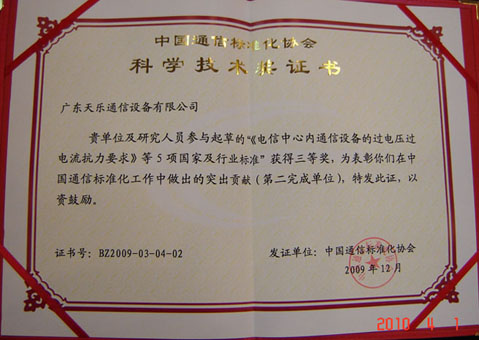 中国通信标准化协会
科学技术奖证书
广东天乐通信设备有限公司
贵单位及研究人员参与起草的“《电信中心内通信设备的过电压过
电流抗力要求》等5项国家及行业标准”获得三等奖，为表彰你们在中
国通信标准化工作中做出的突出贡献（第二完成单位），特发此证，以
资鼓励。
证书号：BZ2009-03-04-02
发证单位：中国通信标准化协会
2009年12月
2010 4 1